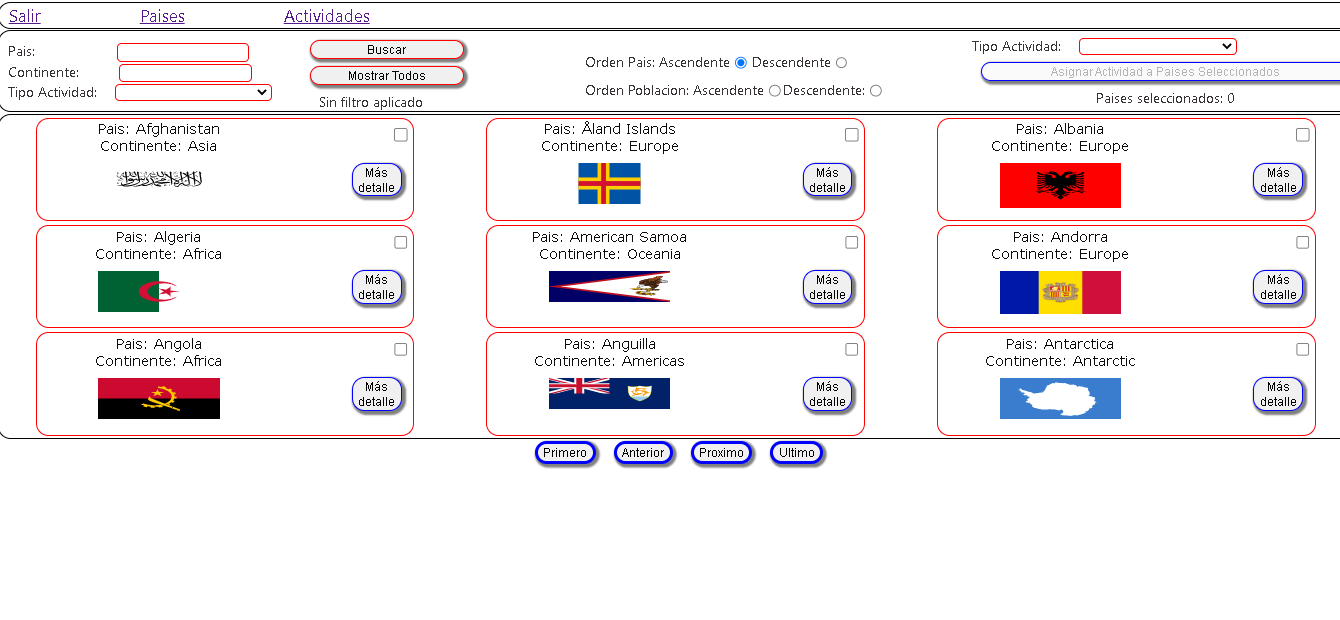 Salir Paises Actividades
Pais:
Continente:
Tipo Actividad:
Buscar
Mostrar Todos
Sin filtro aplicado
Orden Pais: Ascendente Descendente
Orden Poblacion: Ascendente Descendente:
Tipo Actividad:
Asignar Actividad a Paises Seleccionados
Paises seleccionados: 0
Pais: Afghanistan
Continente: Asia
Más
detalle
Pais: Åland Islands
Continente: Europe
Más
detalle
Pais: Albania
Continente: Europe
Más
detalle
Pais: Algeria
Continente: Africa
Más
detalle
Pais: American Samoa
Continente: Oceania
Más
detalle
Pais: Andorra
Continente: Europe
Más
detalle
Pais: Angola
Continente: Africa
Más
detalle
Pais: Anguilla
Continente: Americas
Más
detalle
Pais: Antarctica
Continente: Antarctic
Más
detalle
Primero Anterior Proximo Ultimo